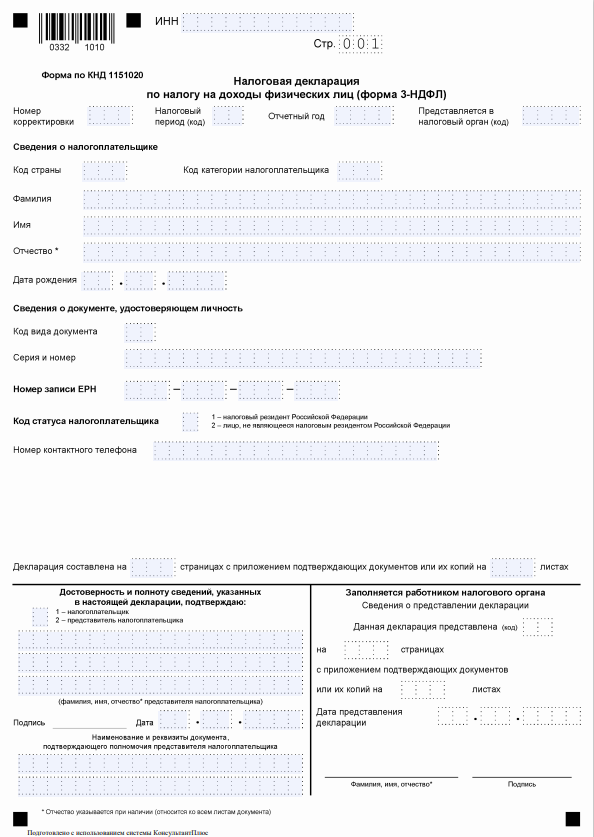 ИНН
0332 1010
Стр. 001
Форма по КНД 1151020
Налоговая декларация
по налогу на доходы физических лиц (форма 3-НДФЛ)
Номер корректировки
Налоговый период (код)
Отчетный год
Представляется в налоговый орган (код)
Сведения о налогоплательщике
Код страны
Код категории налогоплательщика
Фамилия
Имя
Отчество *
Дата рождения
Сведения о документе, удостоверяющем личность
Код вида документа
Серия и номер
Номер записи ЕРН – – –
Код статуса налогоплательщика
1 – налоговый резидент Российской Федерации
2 – лицо, не являющееся налоговым резидентом Российской Федерации
Номер контактного телефона
Декларация составлена на страницах с приложением подтверждающих документов или их копий на листах
Достоверность и полноту сведений, указанных
в настоящей декларации, подтверждаю:
1 – налогоплательщик
2 – представитель налогоплательщика
(фамилия, имя, отчество* представителя налогоплательщика)
Подпись Дата
Наименование и реквизиты документа,
подтверждающего полномочия представителя налогоплательщика
Заполняется работником налогового органа
Сведения о представлении декларации
Данная декларация представлена (код)
на страницах
с приложением подтверждающих документов
или их копий на листах
Дата представления
декларации
Фамилия, имя, отчество*
Подпись
* Отчество указывается при наличии (относится ко всем листам документа)
Подготовлено с использованием системы КонсультантПлюс